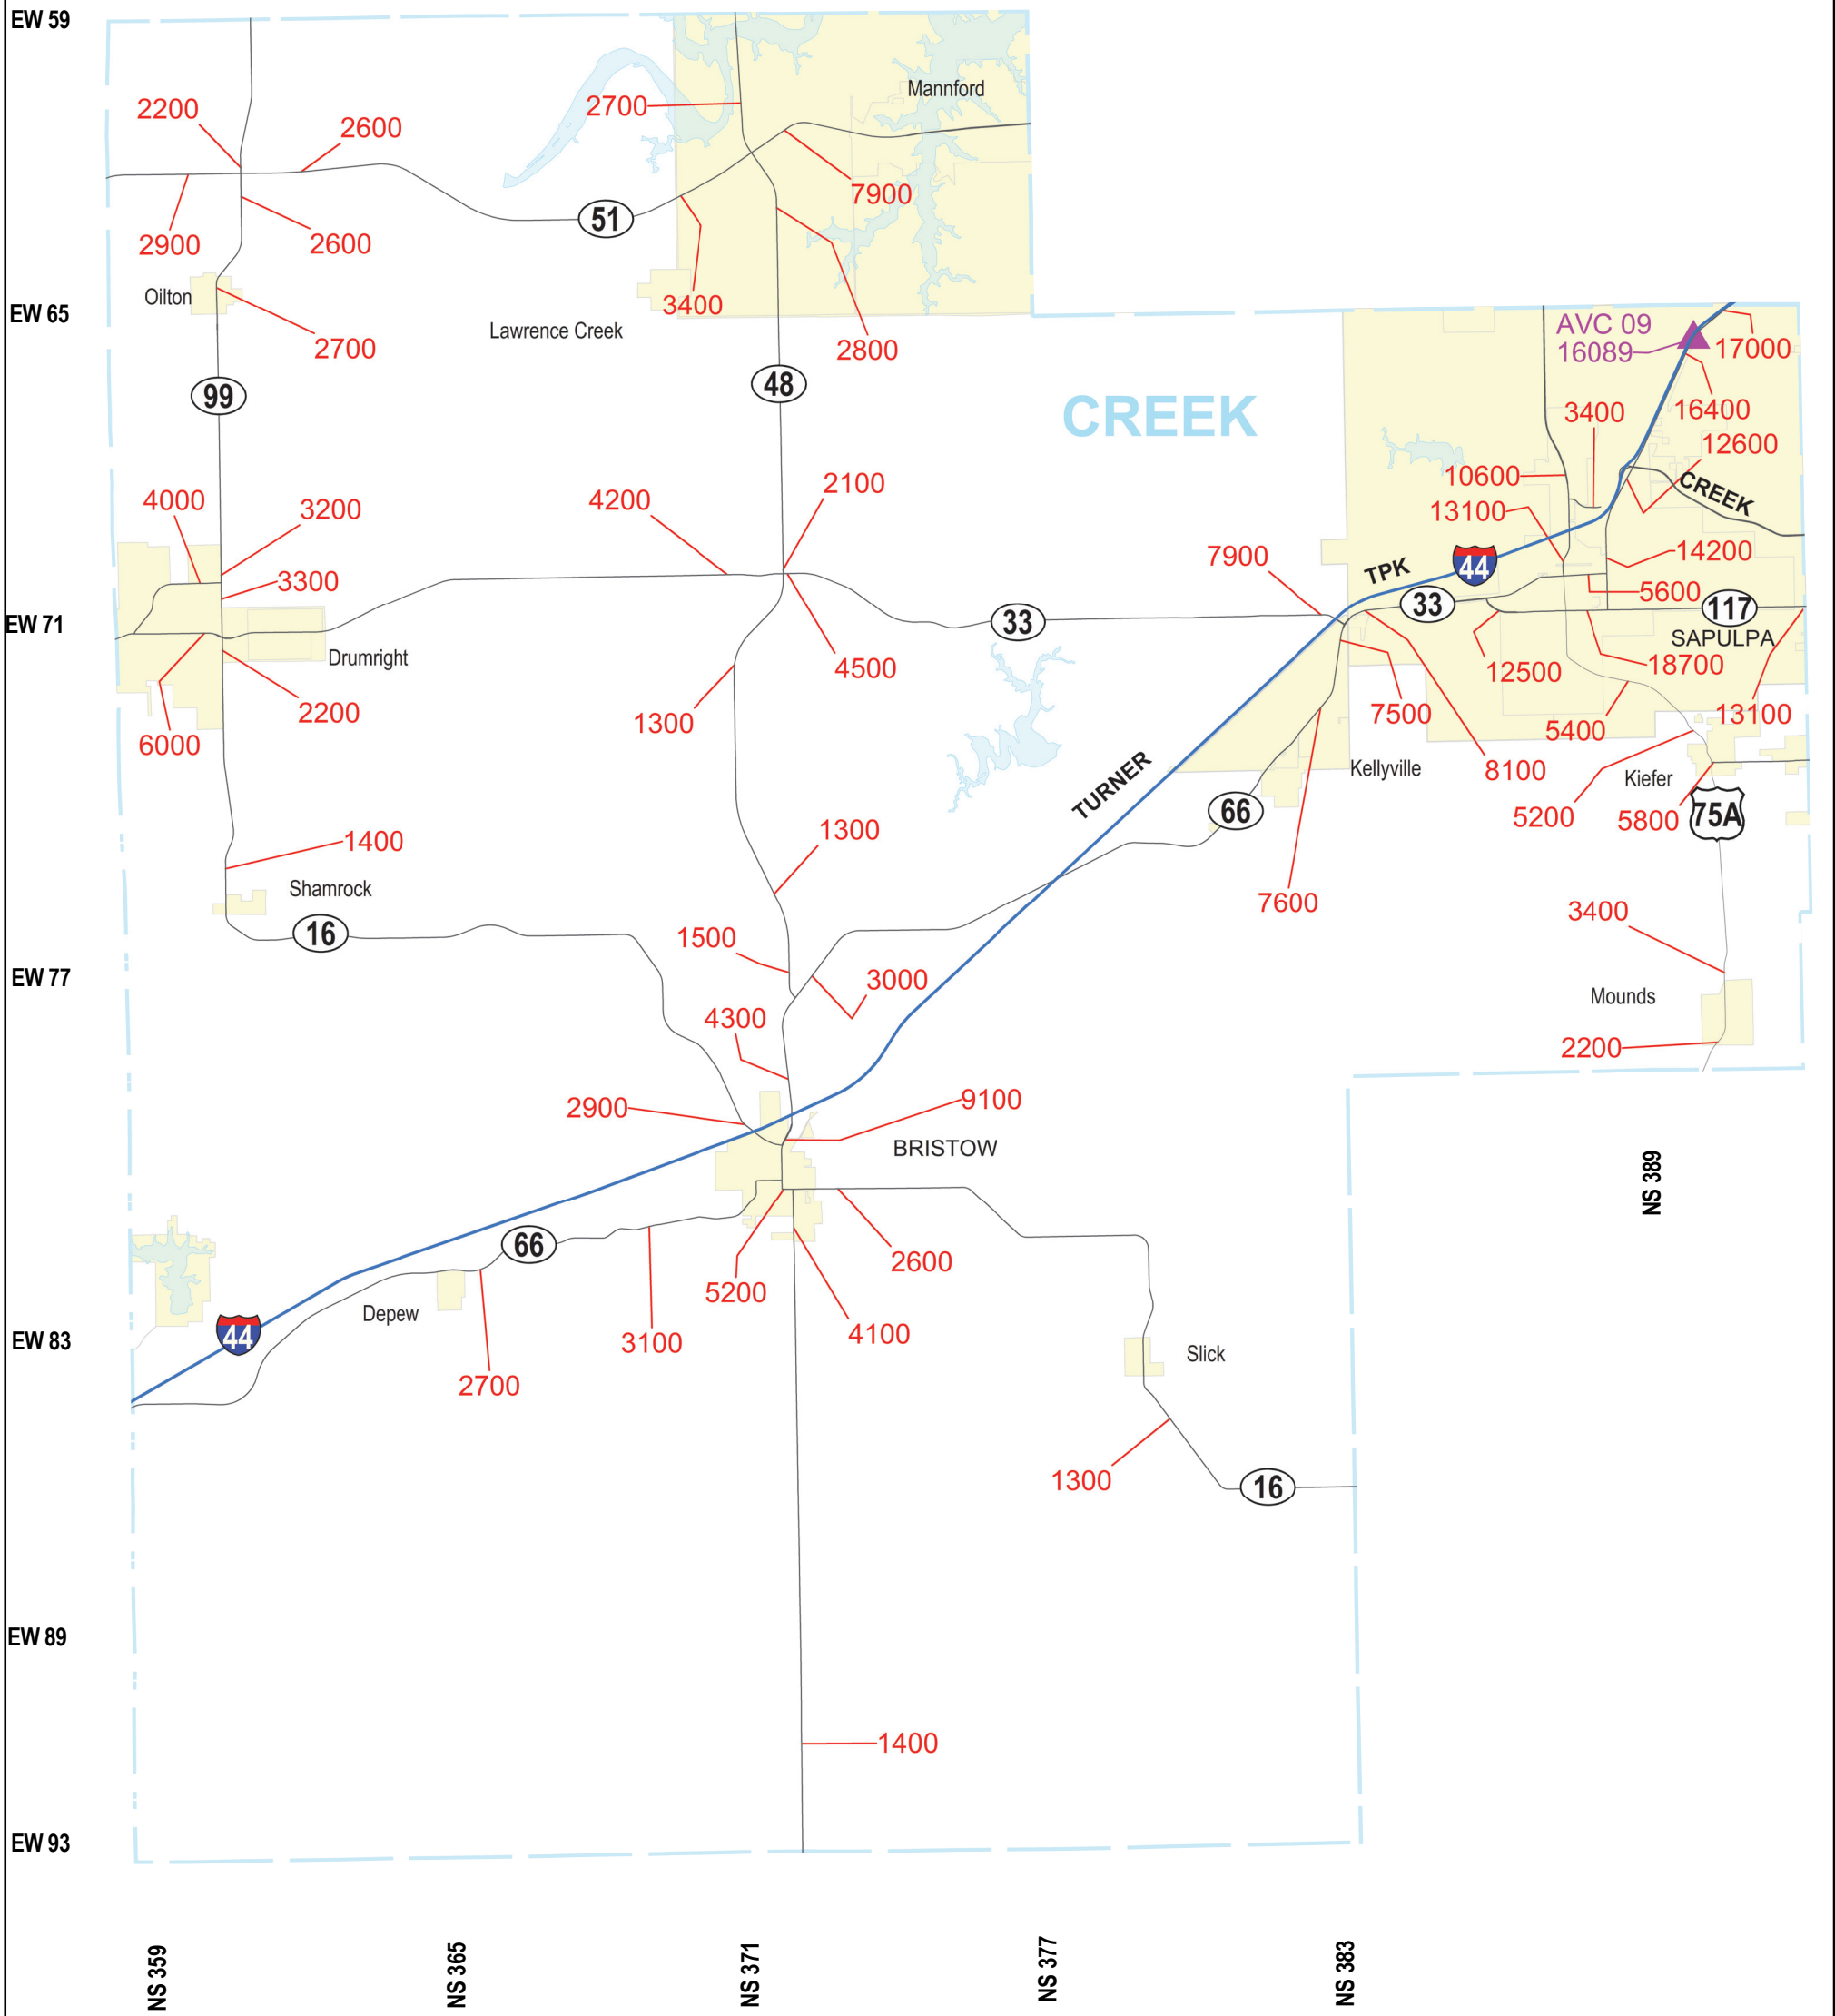 EW 59
Mannford
2200
2600
2700
7900
51
2900
2600
Oilton
3400
EW 65
Lawrence Creek
2700
2800
AVC 09
16089
17000
99
48
CREEK
3400
16400
12600
10600
CREEK
4000
3200
4200
2100
13100
14200
7900
TPK
44
3300
5600
33
117
EW 71
33
SAPULPA
Drumright
4500
12500
18700
2200
1300
7500
13100
6000
5400
8100
Kellyville
Kiefer
TURNER
66
5200
5800
75A
1400
1300
Shamrock
7600
3400
16
1500
EW 77
3000
Mounds
4300
2200
2900
9100
BRISTOW
NS 389
66
2600
5200
Depew
44
3100
4100
EW 83
Slick
2700
1300
16
EW 89
1400
EW 93
NS 359
NS 365
NS 371
NS 377
NS 383